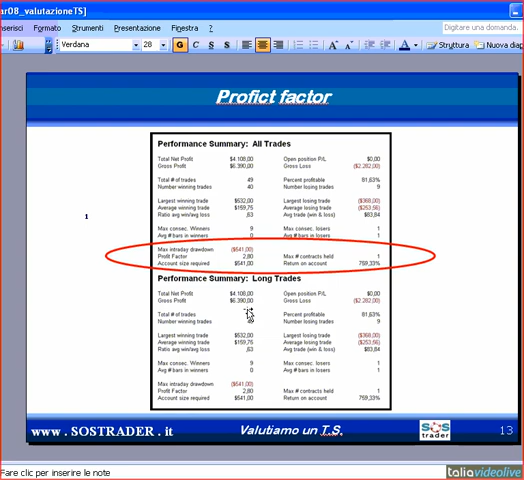 ar08_valutazioneTS]
nserisci Formato Strumenti Presentazione Finestra ? Digitare una domanda.
Verdana 28 G C S S A A A Struttura Nuova diap
Profict factor
Performance Summary: All Trades
Total Net Profit $4.108,00 Open position P/L $0,00
Gross Profit $6.390,00 Gross Loss ($2.282,00)
Total # of trades 49 Percent profitable 81,63%
Number winning trades 40 Number losing trades 9
Largest winning trade $532,00 Largest losing trade ($368,00)
Average winning trade $159,75 Average losing trade ($253,56)
Ratio avg win/avg loss ,63 Avg trade (win & loss) $83,84
Max consec. Winners 9 Max consec. losers 1
Avg # bars in winners 0 Avg # bars in losers 1
Max intraday drawdown ($541,00)
Profit Factor 2,80 Max # contracts held 1
Account size required $541,00 Return on account 759,33%
Performance Summary: Long Trades
Total Net Profit $4.108,00 Open position P/L $0,00
Gross Profit $6.390,00 Gross Loss ($2.282,00)
Total # of trades Percent profitable 81,63%
Number winning trades Number losing trades 9
Largest winning trade $532,00 Largest losing trade ($368,00)
Average winning trade $159,75 Average losing trade ($253,56)
Ratio avg win/avg loss ,63 Avg trade (win & loss) $83,84
Max consec. Winners 9 Max consec. losers 1
Avg # bars in winners 0 Avg # bars in losers 1
Max intraday drawdown ($541,00)
Profit Factor 2,80 Max # contracts held 1
Account size required $541,00 Return on account 759,33%
1
www . SOSTRADER . it Valutiamo un T.S. SOS trader 13
Fare clic per inserire le note
italiavideolive